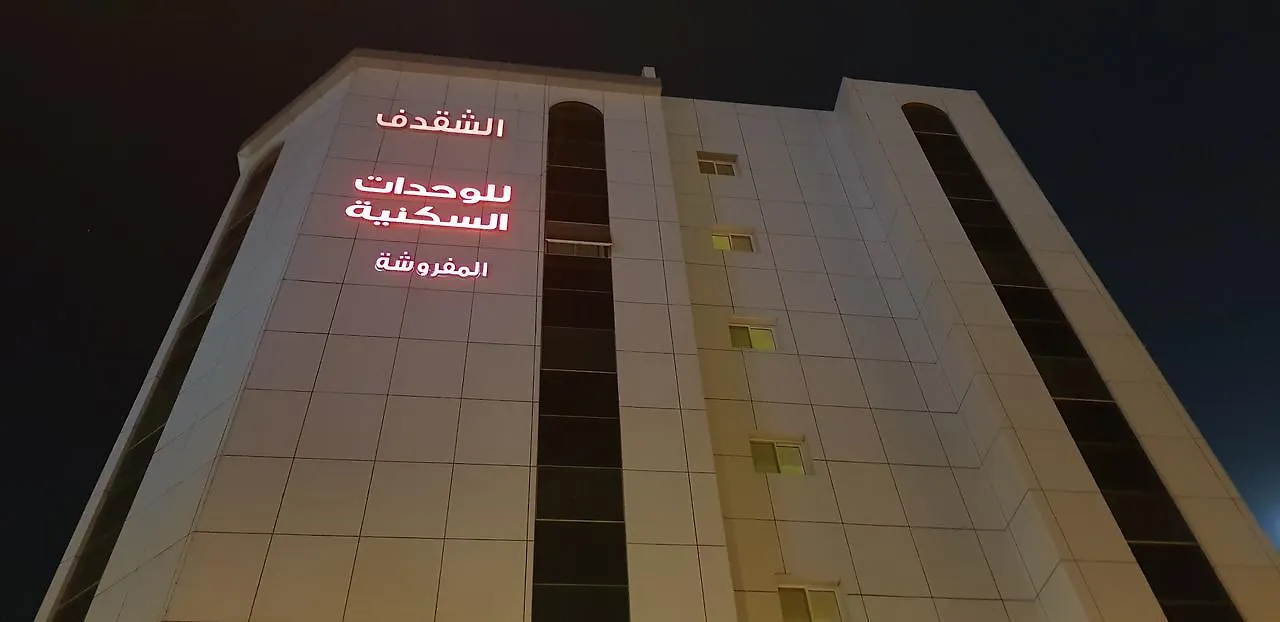 الشقدف
للوحدات
السكنية
المفروشة